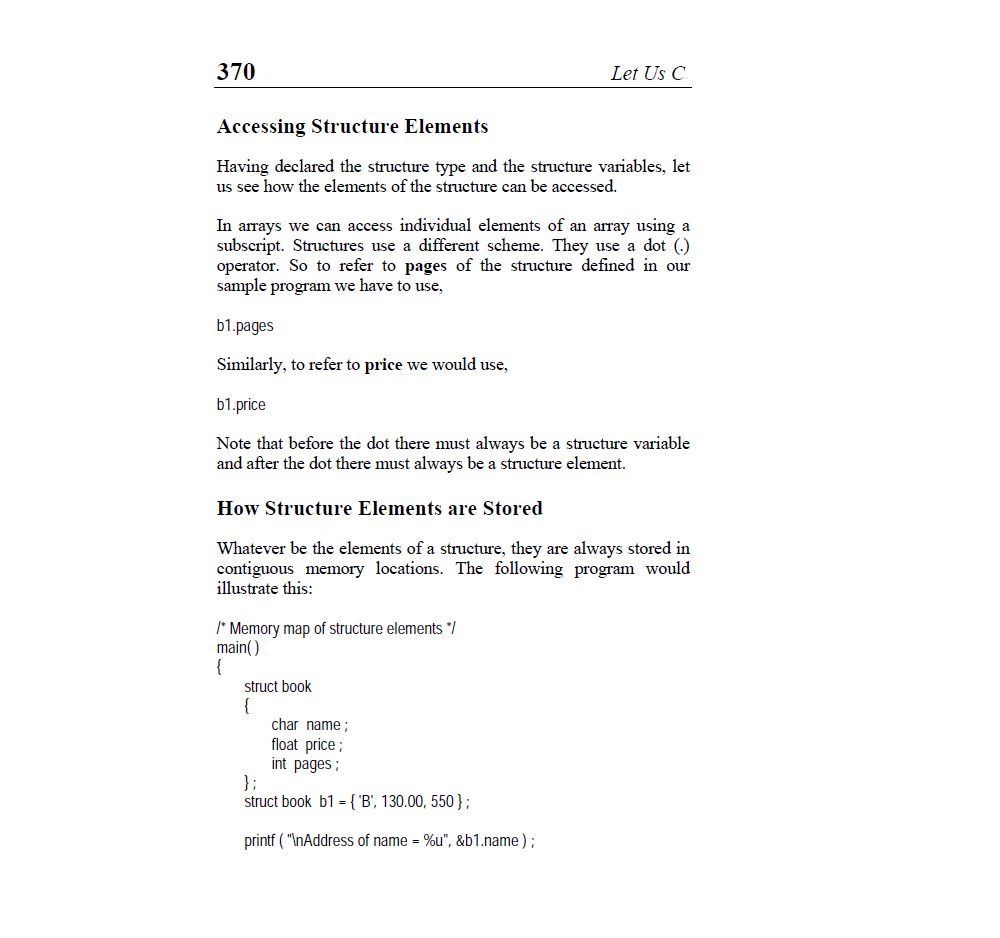 370 Let Us C
Accessing Structure Elements
Having declared the structure type and the structure variables, let
us see how the elements of the structure can be accessed.
In arrays we can access individual elements of an array using a
subscript. Structures use a different scheme. They use a dot (.)
operator. So to refer to pages of the structure defined in our
sample program we have to use,
b1.pages
Similarly, to refer to price we would use,
b1.price
Note that before the dot there must always be a structure variable
and after the dot there must always be a structure element.
How Structure Elements are Stored
Whatever be the elements of a structure, they are always stored in
contiguous memory locations. The following program would
illustrate this:
/* Memory map of structure elements */
main( )
{
struct book
{
char name ;
float price ;
int pages ;
} ;
struct book b1 = { 'B', 130.00, 550 } ;
printf ( "\nAddress of name = %u", &b1.name ) ;